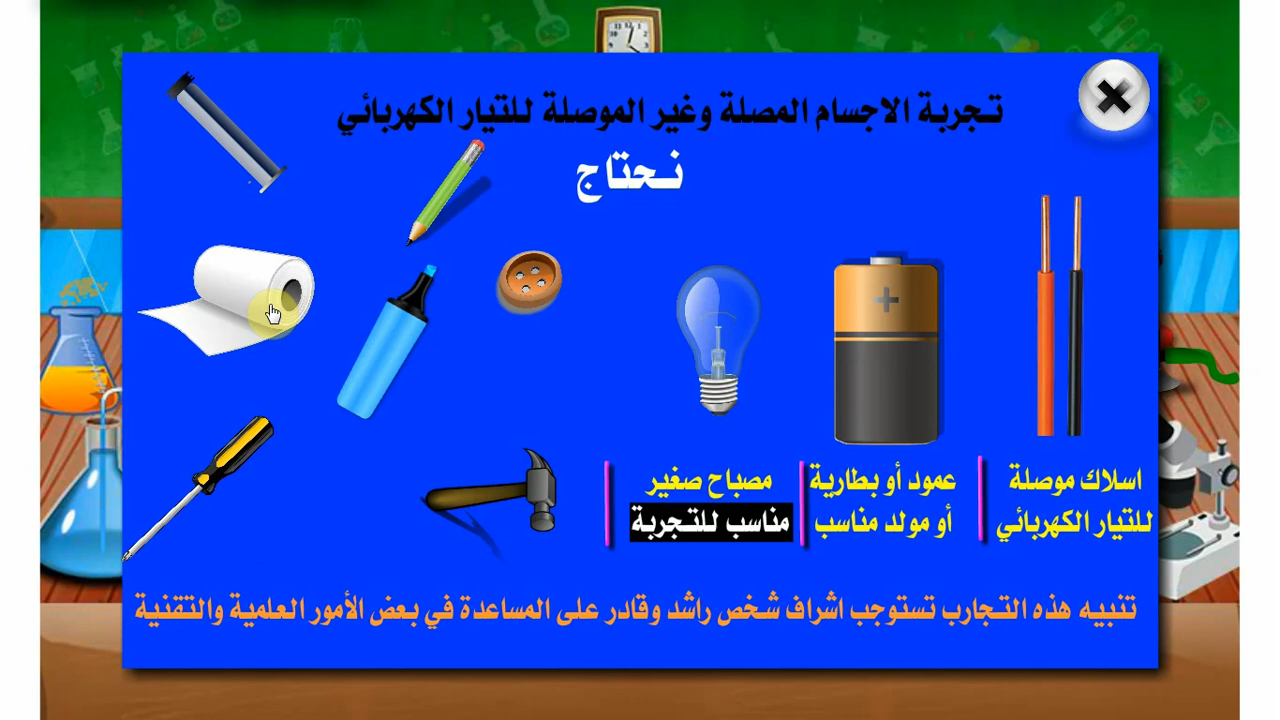 تجربة الاجسام المصلة وغير الموصلة للتيار الكهربائي
نحتاج
اسلاك موصلة
للتيار الكهربائي
عمود أو بطارية
أو مولد مناسب
مصباح صغير
مناسب للتجربة
تنبيه هذه التجارب تستوجب اشراف شخص راشد وقادر على المساعدة في بعض الأمور العلمية والتقنية